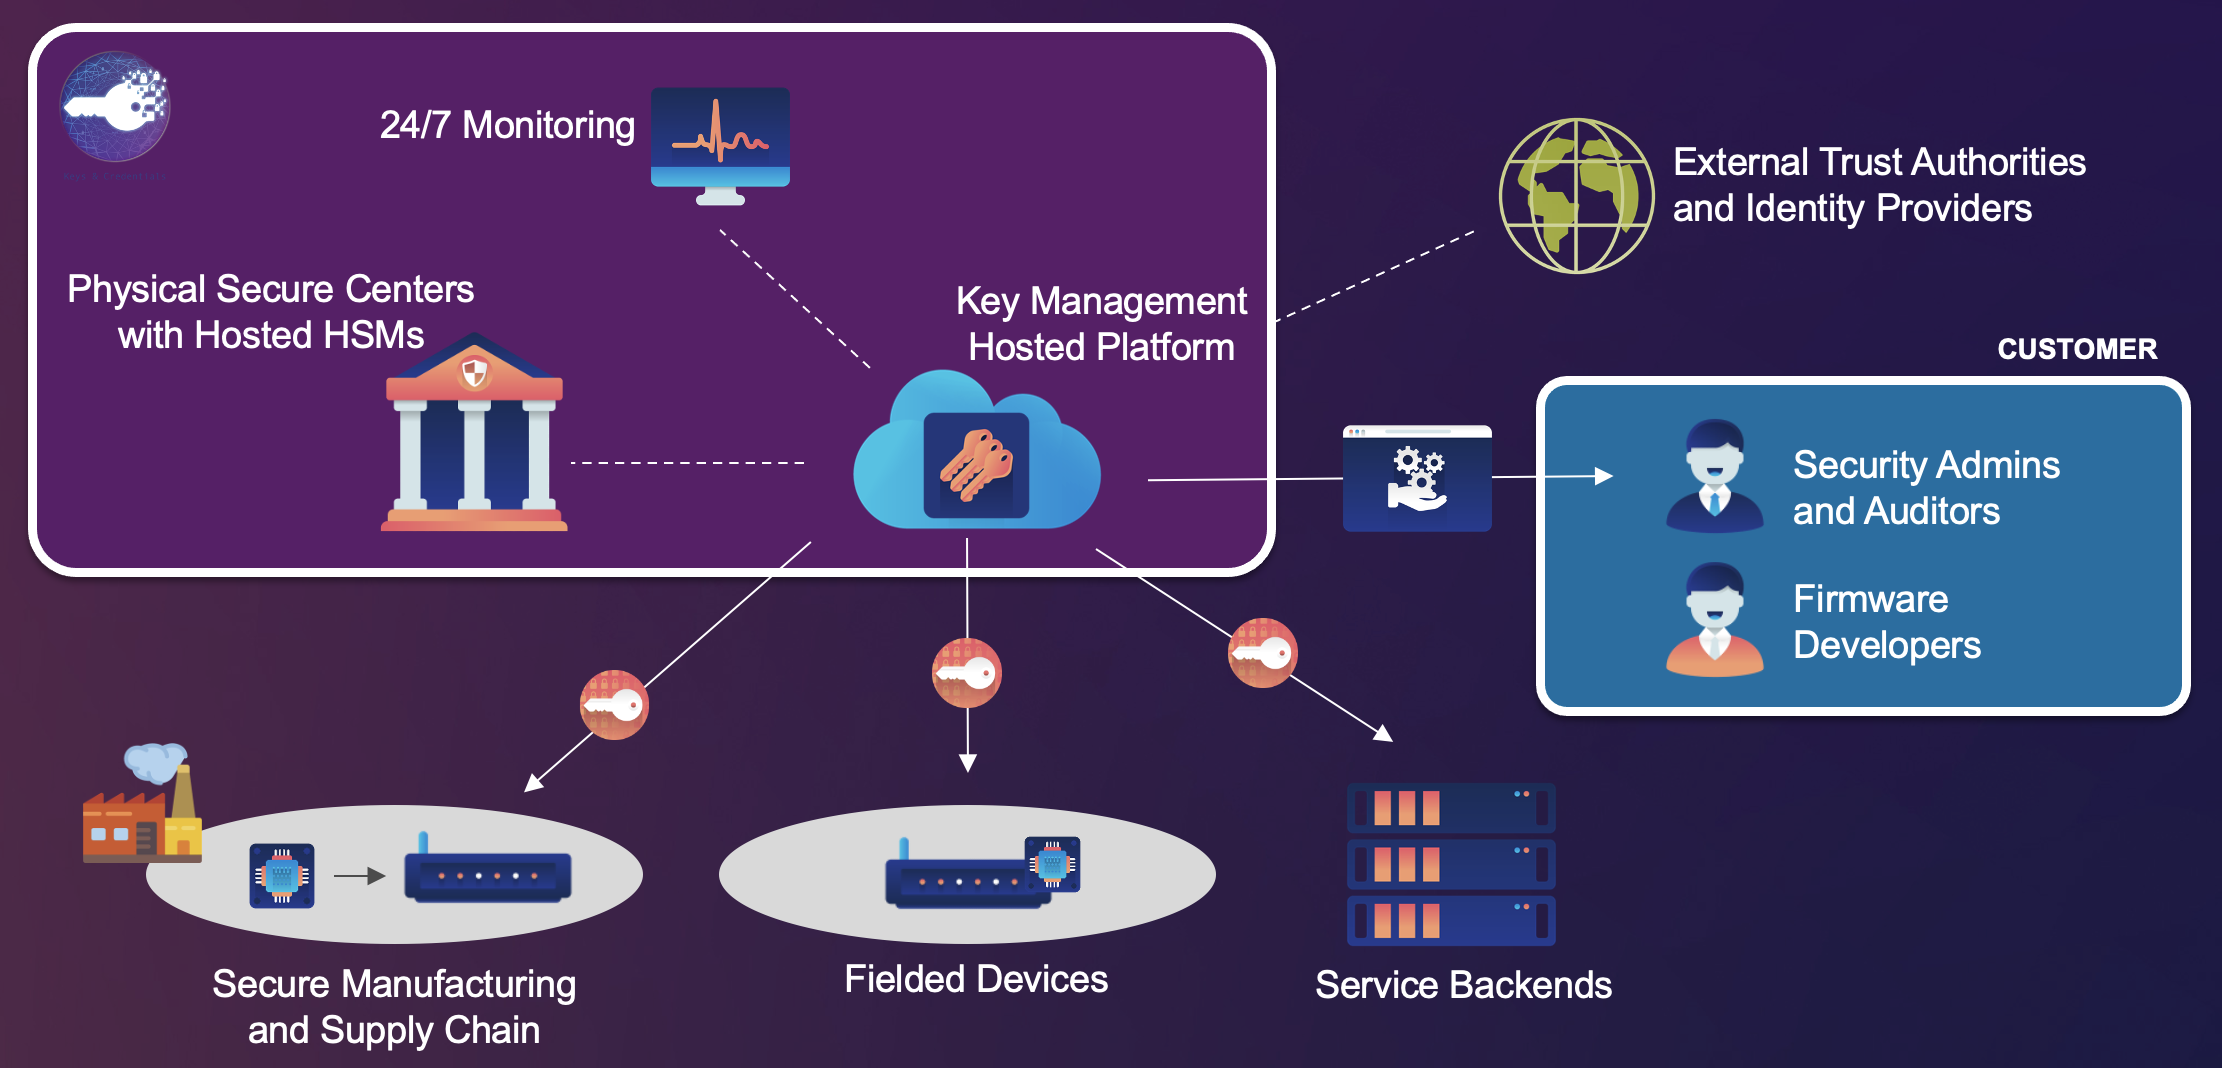 24/7 Monitoring
Physical Secure Centers
with Hosted HSMs
Key Management
Hosted Platform
External Trust Authorities
and Identity Providers
CUSTOMER
Security Admins
and Auditors
Firmware
Developers
Secure Manufacturing
and Supply Chain
Fielded Devices
Service Backends